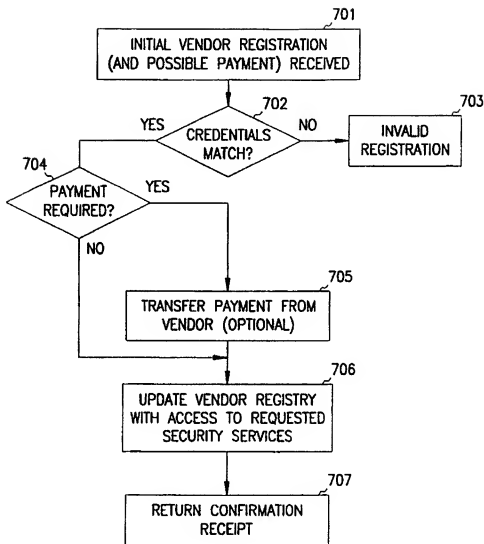 701
INITIAL VENDOR REGISTRATION
(AND POSSIBLE PAYMENT) RECEIVED
702
YES
CREDENTIALS
MATCH?
NO
703
INVALID
REGISTRATION
704
PAYMENT
REQUIRED?
YES
NO
705
TRANSFER PAYMENT FROM
VENDOR (OPTIONAL)
706
UPDATE VENDOR REGISTRY
WITH ACCESS TO REQUESTED
SECURITY SERVICES
707
RETURN CONFIRMATION
RECEIPT